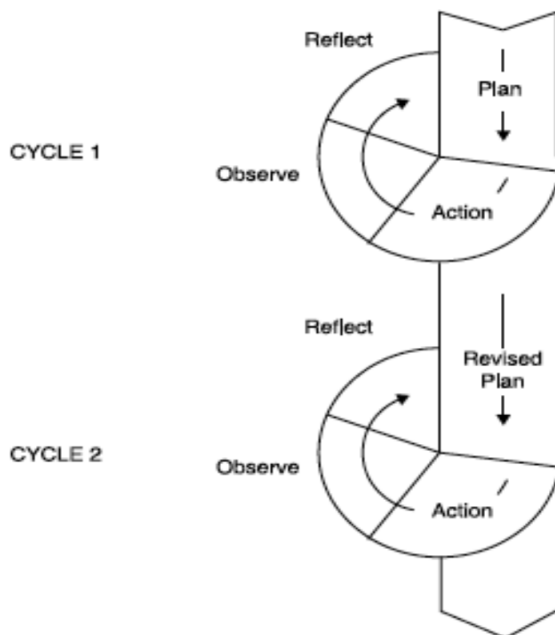 Reflect
Plan
CYCLE 1
Observe
Action
Reflect
Revised
Plan
CYCLE 2
Observe
Action